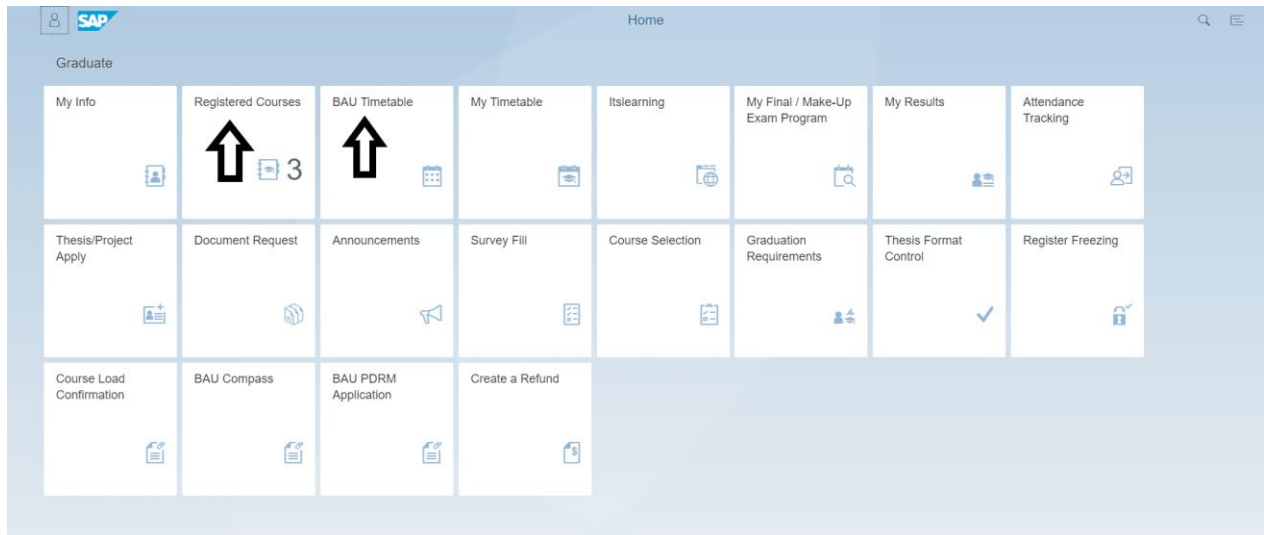 SAP
Home
Graduate
My Info
Registered Courses
3
BAU Timetable
My Timetable
Itslearning
My Final / Make-Up
Exam Program
My Results
Attendance
Tracking
Thesis/Project
Apply
Document Request
Announcements
Survey Fill
Course Selection
Graduation
Requirements
Thesis Format
Control
Register Freezing
Course Load
Confirmation
BAU Compass
BAU PDRM
Application
Create a Refund
$